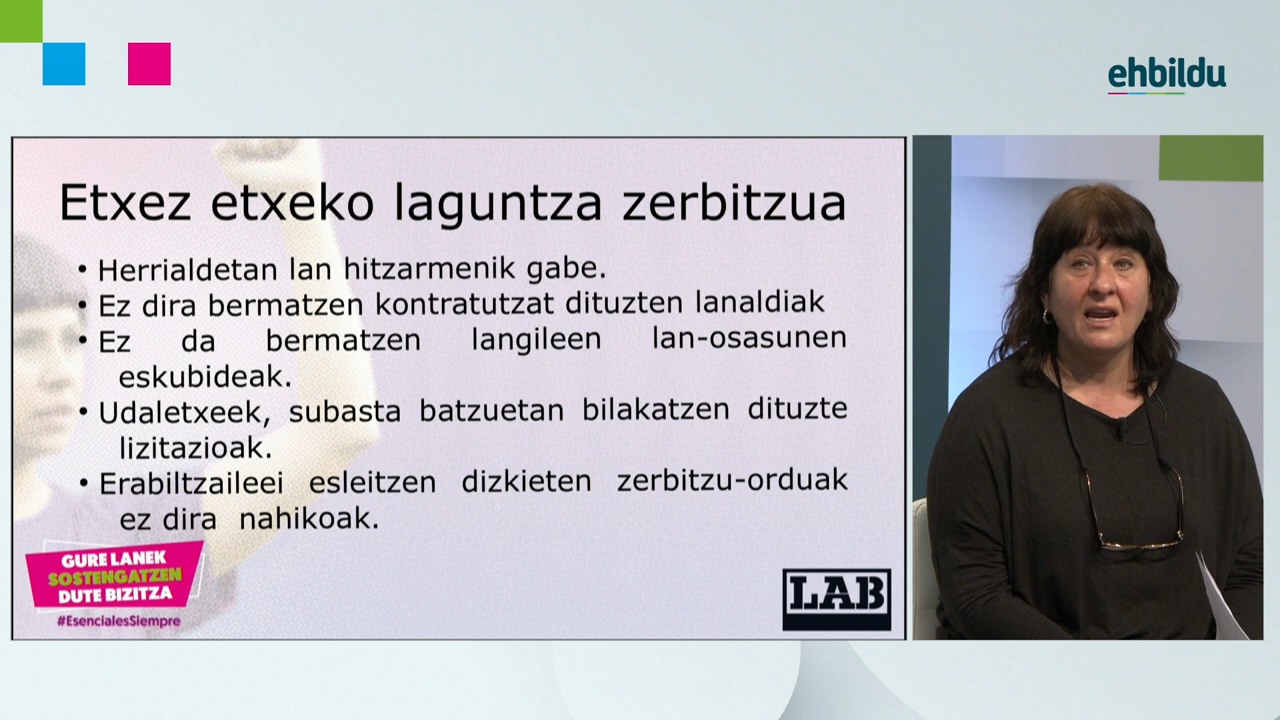 ehbildu
Etxez etxeko laguntza zerbitzua
• Herrialdetan lan hitzarmenik gabe.
• Ez dira bermatzen kontratutzat dituzten lanaldiak
• Ez da bermatzen langileen lan-osasunen
eskubideak.
• Udaletxeek, subasta batzuetan bilakatzen dituzte
lizitazioak.
• Erabiltzaileei esleitzen dizkieten zerbitzu-orduak
ez dira nahikoak.
GURE LANEK
SOSTENGATZEN
DUTE BIZITZA
#EsencialesSiempre
LAB